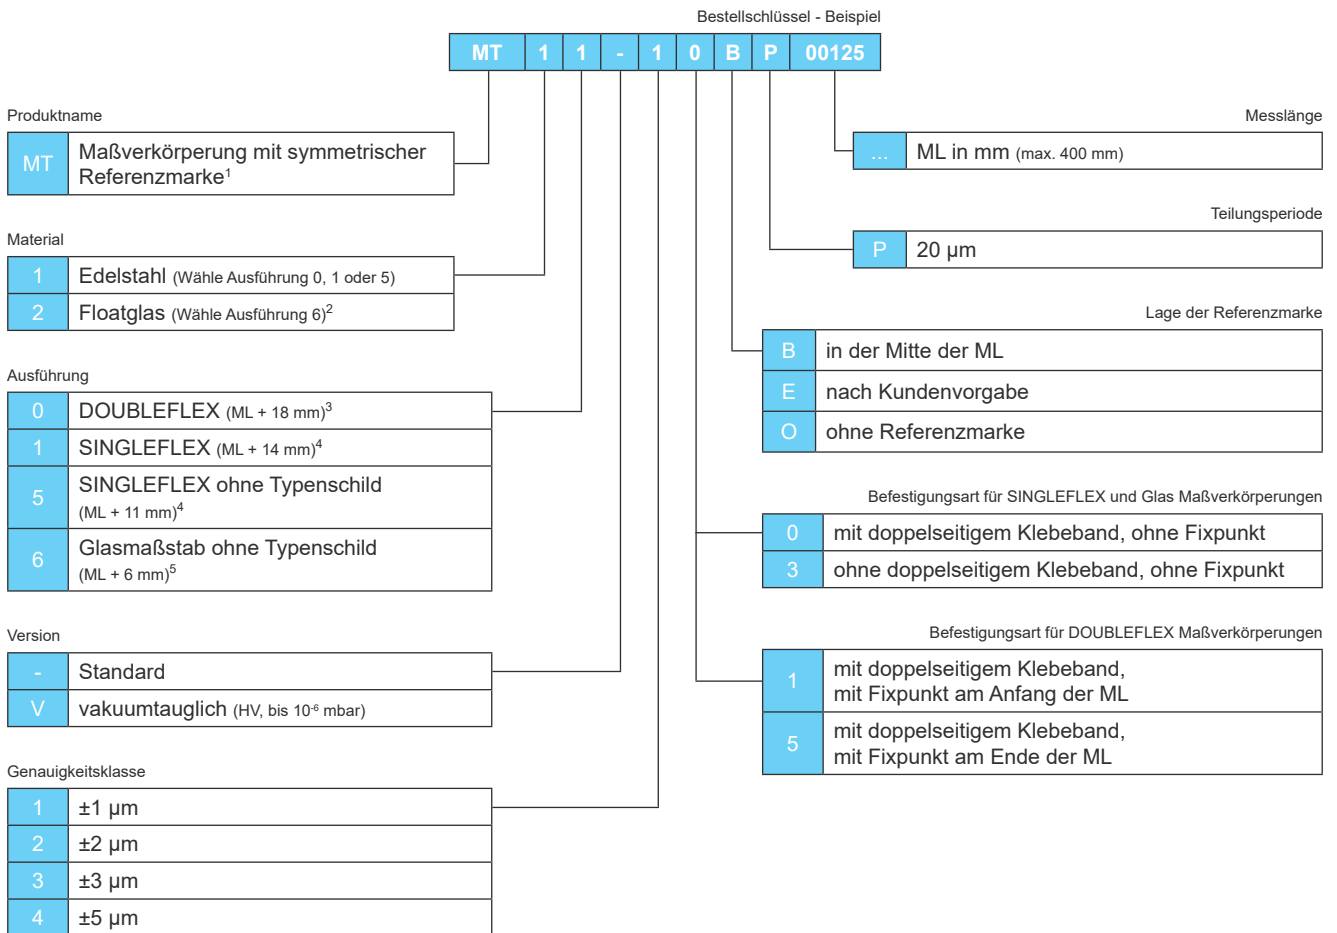 Bestellschlüssel - Beispiel
MT 1 1 - 1 0 B P 00125
Produktname
MT Maßverkörperung mit symmetrischer
Referenzmarke¹
Material
1 Edelstahl (Wähle Ausführung 0, 1 oder 5)
2 Floatglas (Wähle Ausführung 6)²
Ausführung
0 DOUBLEFLEX (ML + 18 mm)³
1 SINGLEFLEX (ML + 14 mm)⁴
5 SINGLEFLEX ohne Typenschild
(ML + 11 mm)⁴
6 Glasmaßstab ohne Typenschild
(ML + 6 mm)⁵
Version
- Standard
V vakuumtauglich (HV, bis 10⁻⁶ mbar)
Genauigkeitsklasse
1 ±1 µm
2 ±2 µm
3 ±3 µm
4 ±5 µm
Messlänge
... ML in mm (max. 400 mm)
Teilungsperiode
P 20 µm
Lage der Referenzmarke
B in der Mitte der ML
E nach Kundenvorgabe
O ohne Referenzmarke
Befestigungsart für SINGLEFLEX und Glas Maßverkörperungen
0 mit doppelseitigem Klebeband, ohne Fixpunkt
3 ohne doppelseitigem Klebeband, ohne Fixpunkt
Befestigungsart für DOUBLEFLEX Maßverkörperungen
1 mit doppelseitigem Klebeband,
mit Fixpunkt am Anfang der ML
5 mit doppelseitigem Klebeband,
mit Fixpunkt am Ende der ML